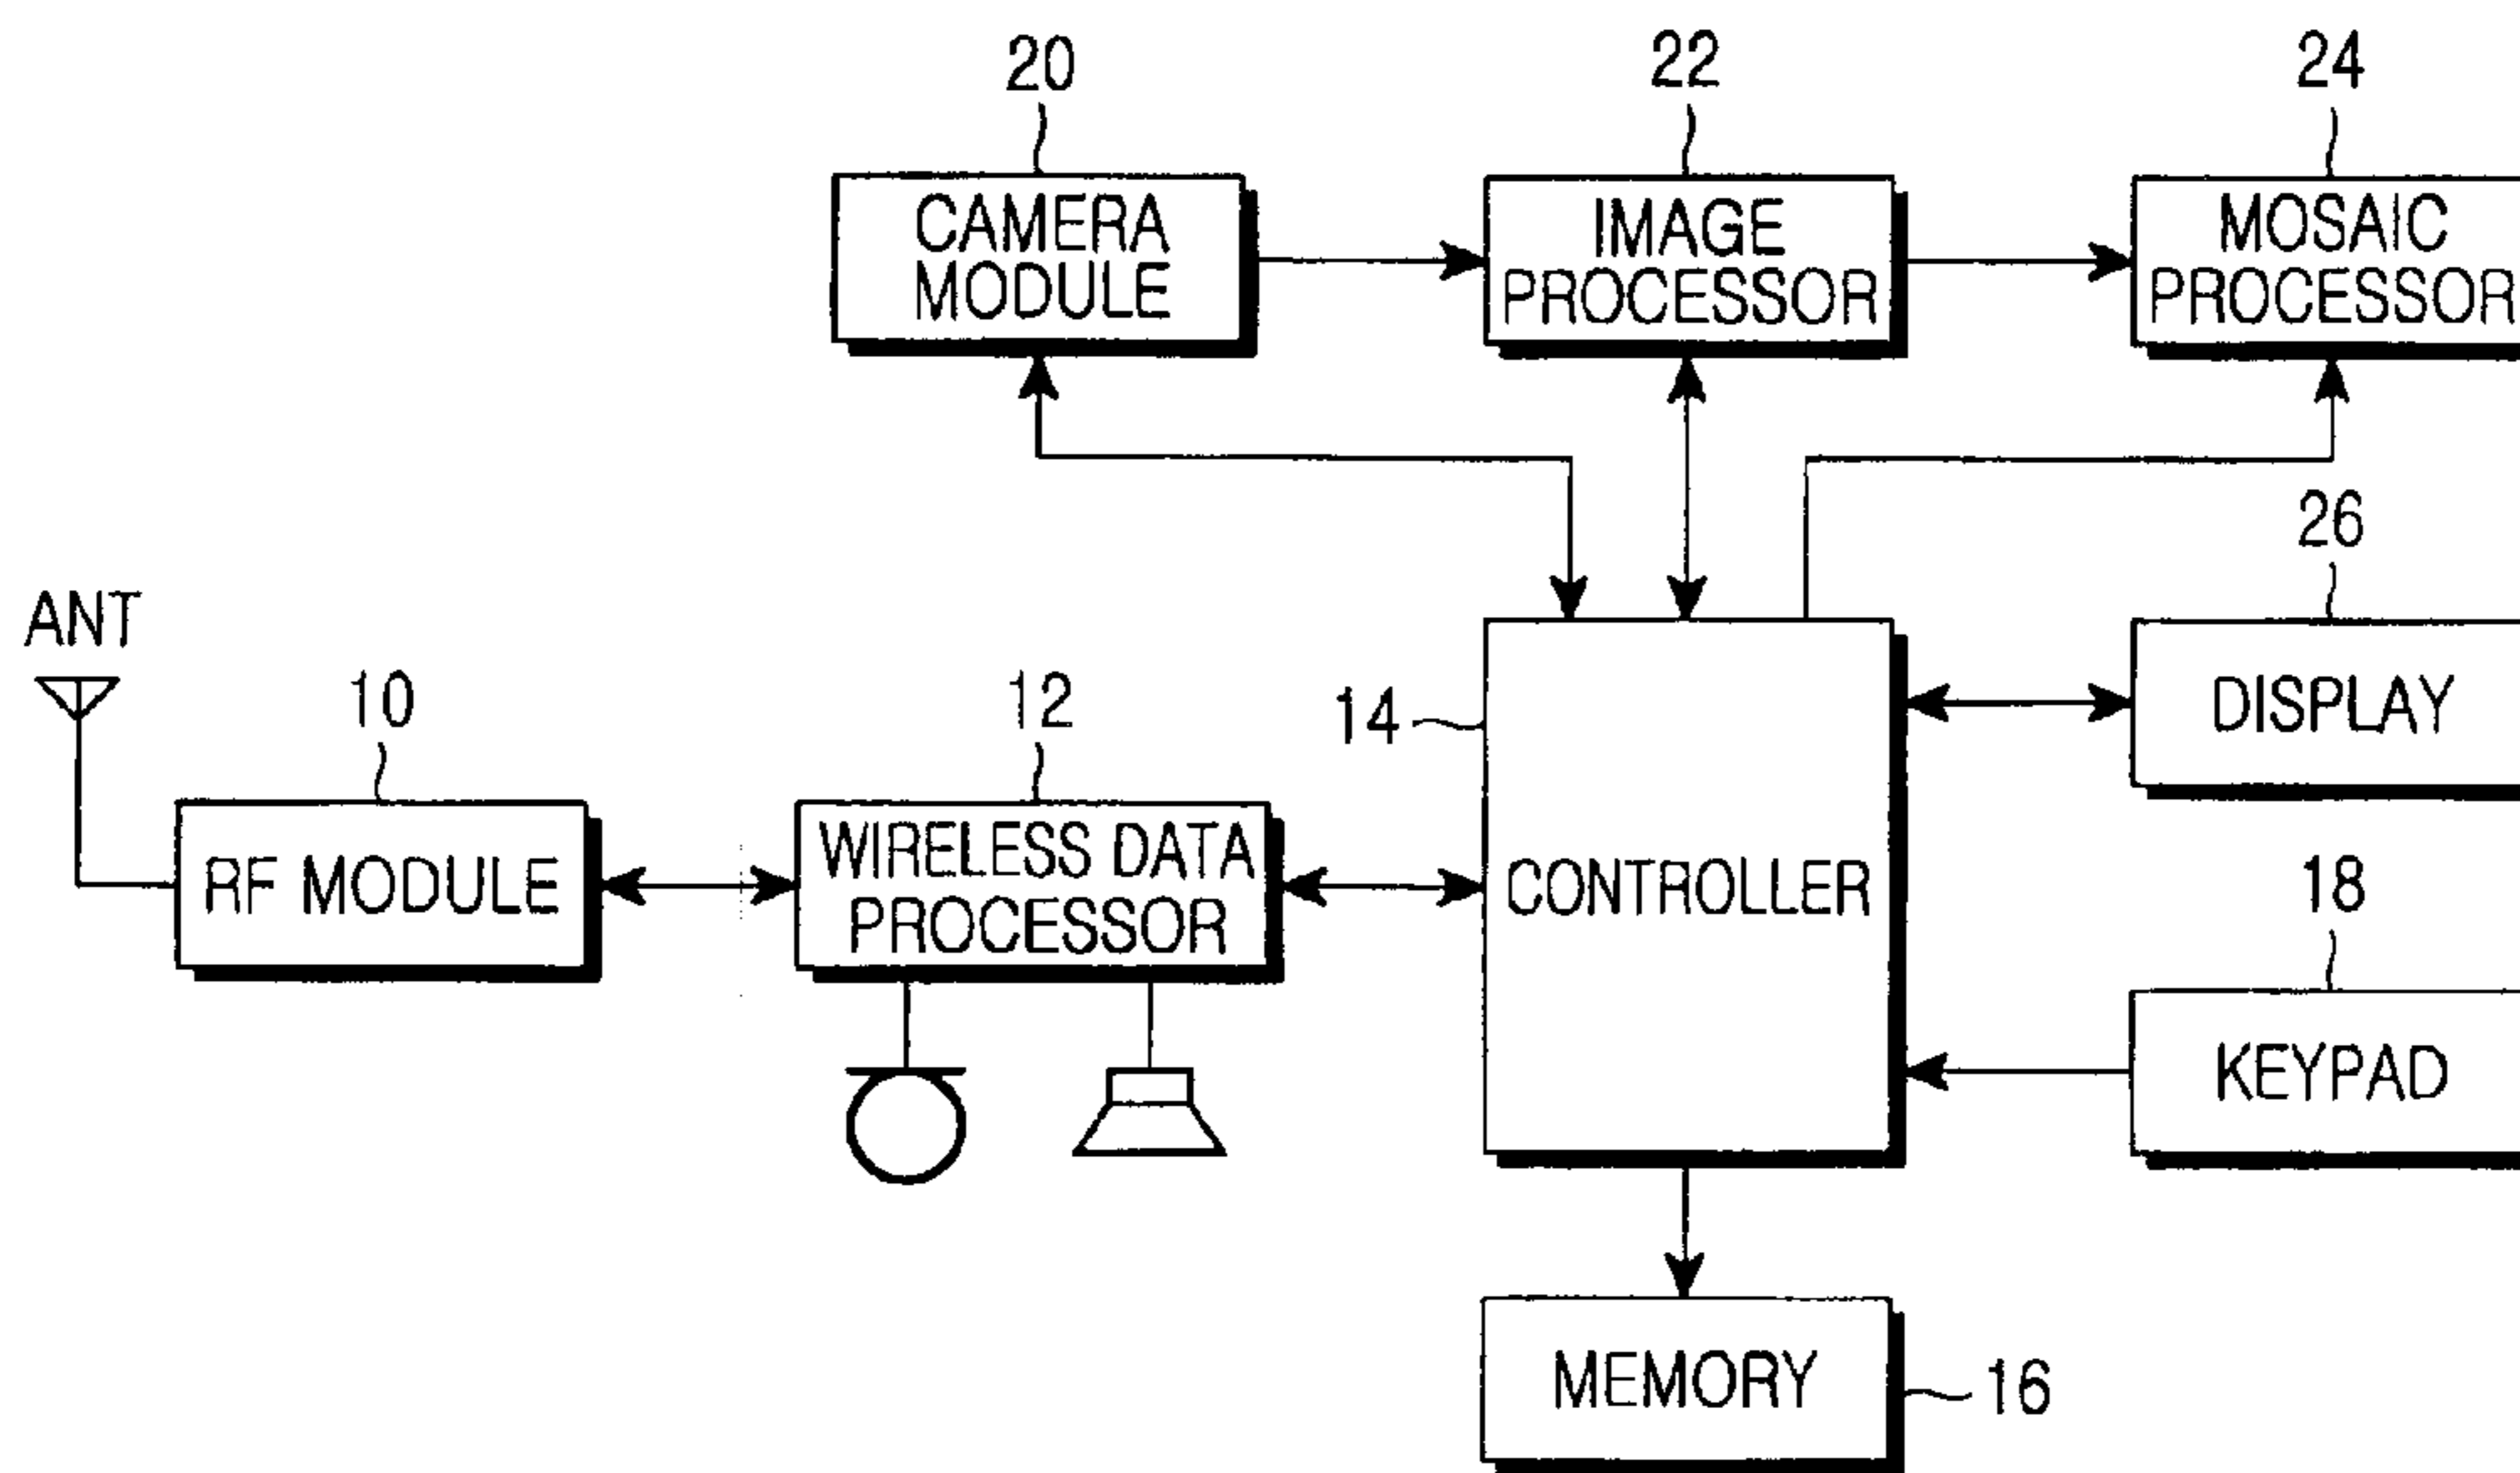 20
22
24
CAMERA
MODULE
IMAGE
PROCESSOR
MOSAIC
PROCESSOR
26
ANT
10
12
14
DISPLAY
RF MODULE
WIRELESS DATA
PROCESSOR
CONTROLLER
18
KEYPAD
MEMORY
16